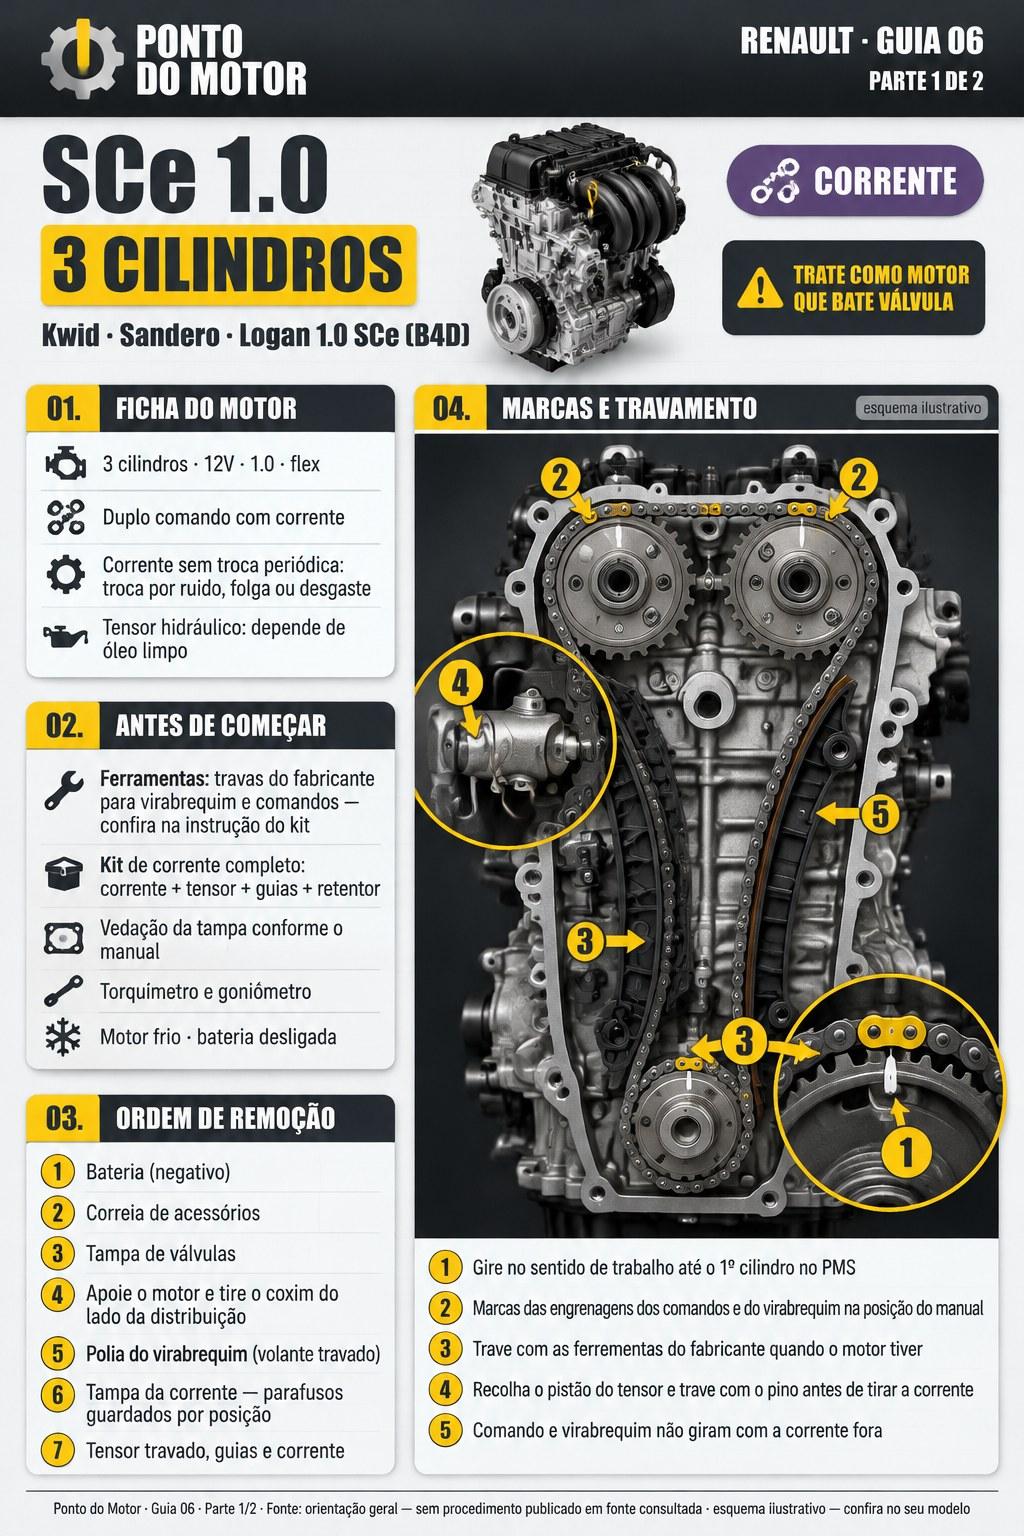 PONTO
DO MOTOR
RENAULT · GUIA 06
PARTE 1 DE 2
SCe 1.0
3 CILINDROS
Kwid · Sandero · Logan 1.0 SCe (B4D)
CORRENTE
TRATE COMO MOTOR
QUE BATE VÁLVULA
01. FICHA DO MOTOR
3 cilindros · 12V · 1.0 · flex
Duplo comando com corrente
Corrente sem troca periódica:
troca por ruido, folga ou desgaste
Tensor hidráulico: depende de
óleo limpo
02. ANTES DE COMEÇAR
Ferramentas: travas do fabricante
para virabrequim e comandos —
confira na instrução do kit
Kit de corrente completo:
corrente + tensor + guias + retentor
Vedação da tampa conforme o
manual
Torquímetro e goniômetro
Motor frio · bateria desligada
03. ORDEM DE REMOÇÃO
1 Bateria (negativo)
2 Correia de acessórios
3 Tampa de válvulas
4 Apoie o motor e tire o coxim do
lado da distribuição
5 Polia do virabrequim (volante travado)
6 Tampa da corrente — parafusos
guardados por posição
7 Tensor travado, guias e corrente
04. MARCAS E TRAVAMENTO
esquema ilustrativo
2
2
4
5
3
3
1
1 Gire no sentido de trabalho até o 1º cilindro no PMS
2 Marcas das engrenagens dos comandos e do virabrequim na posição do manual
3 Trave com as ferrementas do fabricante quando o motor tiver
4 Recolha o pistão do tensor e trave com o pino antes de tirar a corrente
5 Comando e virabrequim não giram com a corrente fora
Ponto do Motor · Guia 06 · Parte 1/2 · Fonte: orientação geral — sem procedimento publicado em fonte consultada · esquema ilustrativo — confira no seu modelo